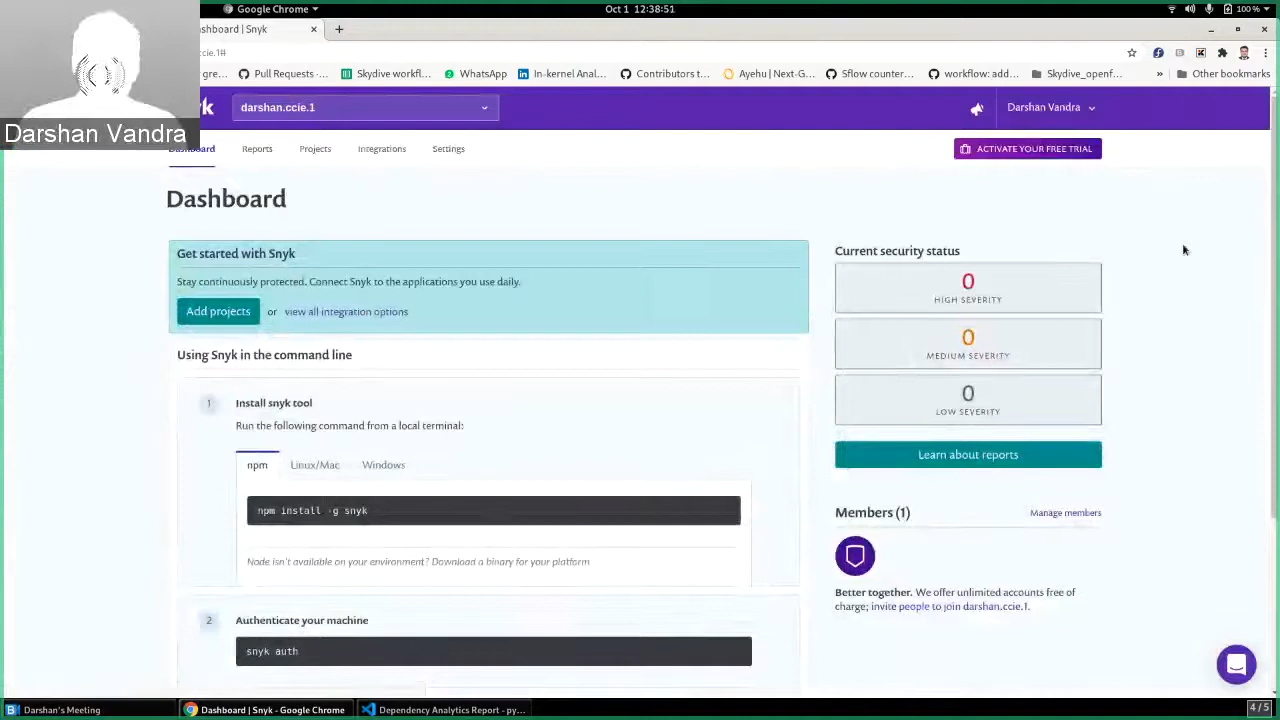 Google Chrome
Oct 1 12:38:51
100 %
shboard | Snyk
ccie.1#
gre...
Pull Requests ·...
Skydive workfl...
WhatsApp
In-kernel Anal...
Contributors t...
Ayehu | Next-G...
Sflow counter...
workflow: add...
Skydive_openf...
»
Other bookmarks
Darshan Vandra
yk
darshan.ccie.1
Darshan Vandra
Dashboard
Reports
Projects
Integrations
Settings
ACTIVATE YOUR FREE TRIAL
Dashboard
Get started with Snyk
Stay continuously protected. Connect Snyk to the applications you use daily.
Add projects
or
view all integration options
Using Snyk in the command line
1
Install snyk tool
Run the following command from a local terminal:
npm
Linux/Mac
Windows
npm install -g snyk
Node isn't available on your environment? Download a binary for your platform
2
Authenticate your machine
snyk auth
Current security status
0
HIGH SEVERITY
0
MEDIUM SEVERITY
0
LOW SEVERITY
Learn about reports
Members (1)
Manage members
Better together. We offer unlimited accounts free of
charge; invite people to join darshan.ccie.1.
Darshan's Meeting
Dashboard | Snyk - Google Chrome
Dependency Analytics Report - py...
4 / 5